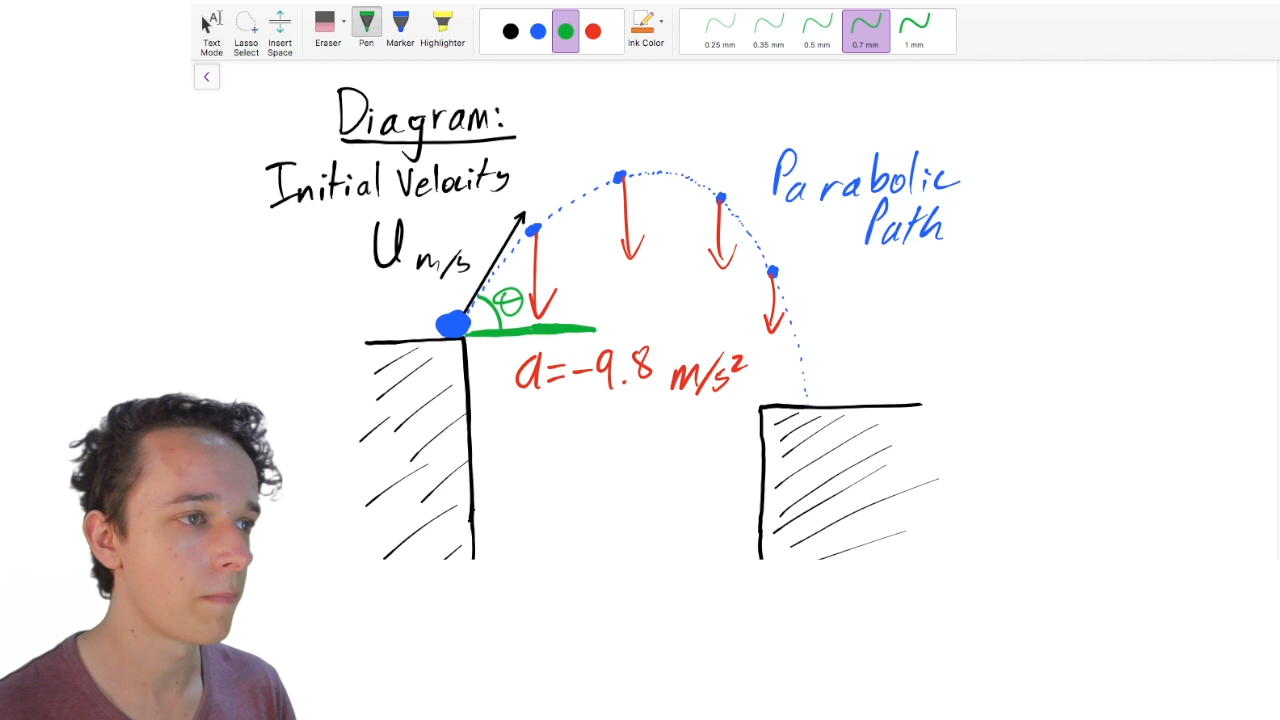 Text Mode
Lasso Select
Insert Space
Eraser
Pen
Marker
Highlighter
Ink Color
0.25 mm
0.35 mm
0.5 mm
0.7 mm
1 mm
Diagram:
Initial Velocity
U m/s
θ
a=-9.8 m/s²
Parabolic
Path